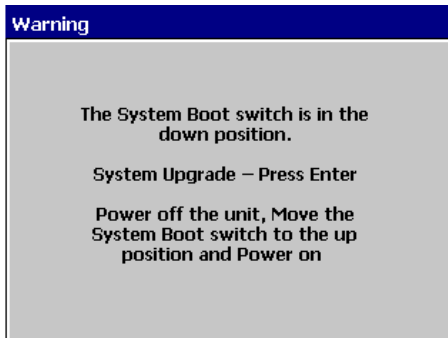 Warning
The System Boot switch is in the
down position.
System Upgrade – Press Enter
Power off the unit, Move the
System Boot switch to the up
position and Power on